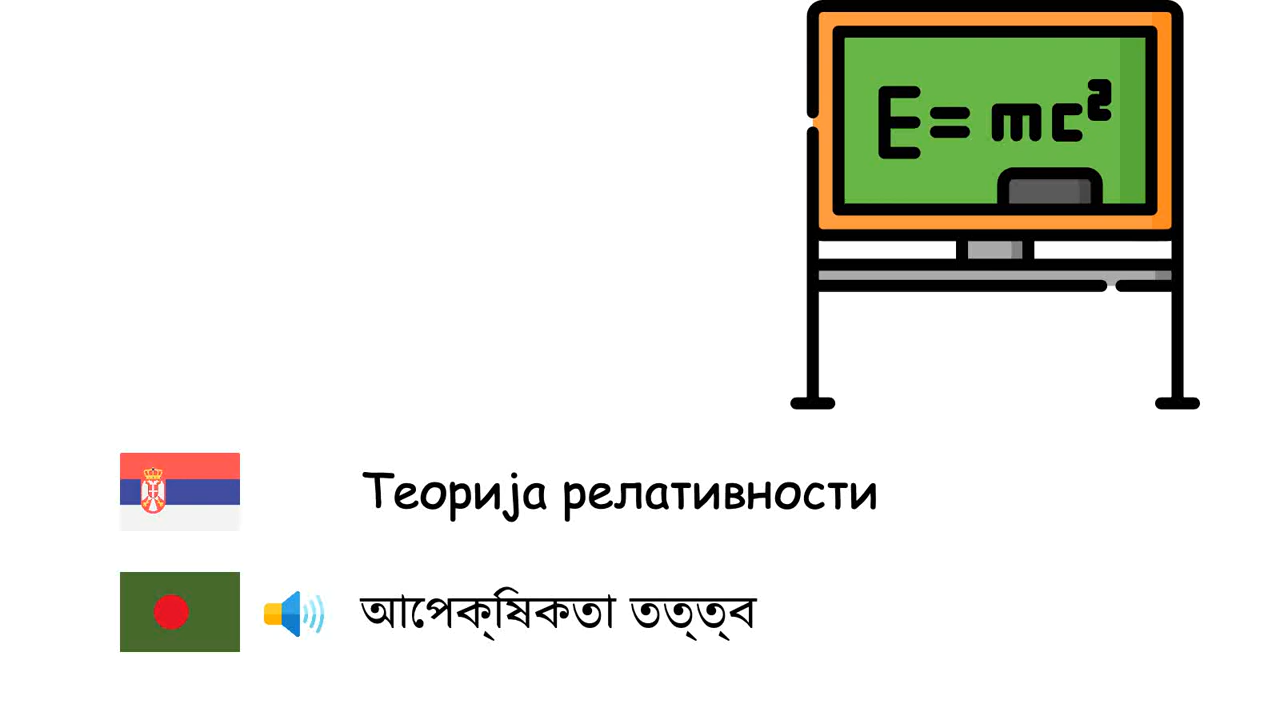 E= mc²
Теорија релативности
আপেক্‌ষিকতা তত্‌ত্‌ব